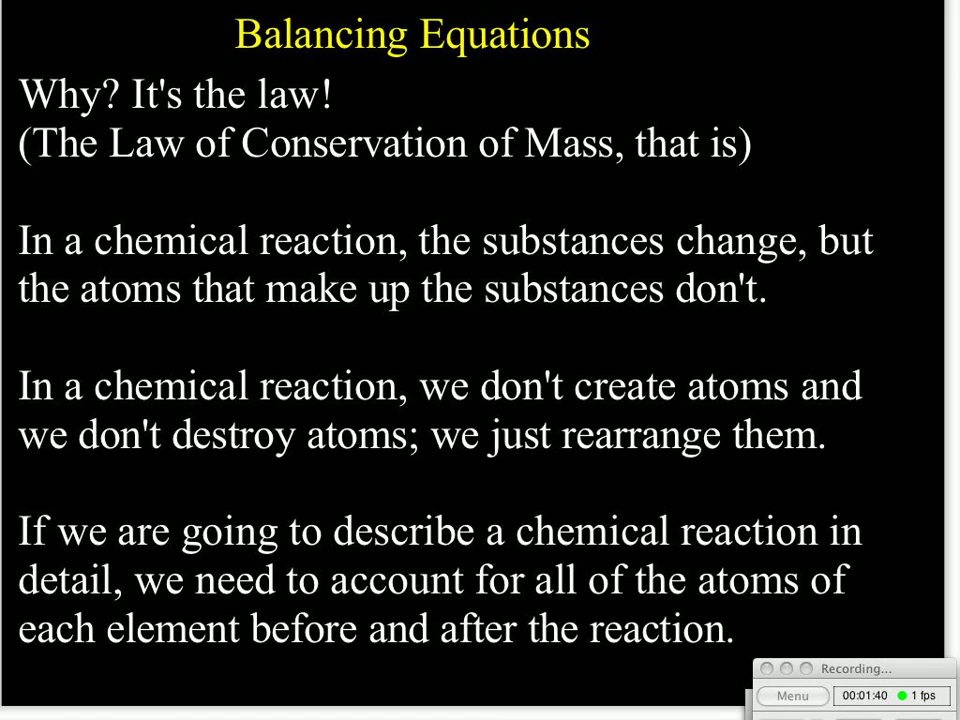 Balancing Equations
Why? It's the law!
(The Law of Conservation of Mass, that is)
In a chemical reaction, the substances change, but
the atoms that make up the substances don't.
In a chemical reaction, we don't create atoms and
we don't destroy atoms; we just rearrange them.
If we are going to describe a chemical reaction in
detail, we need to account for all of the atoms of
each element before and after the reaction.
Recording...
Menu 00:01:40 1 fps